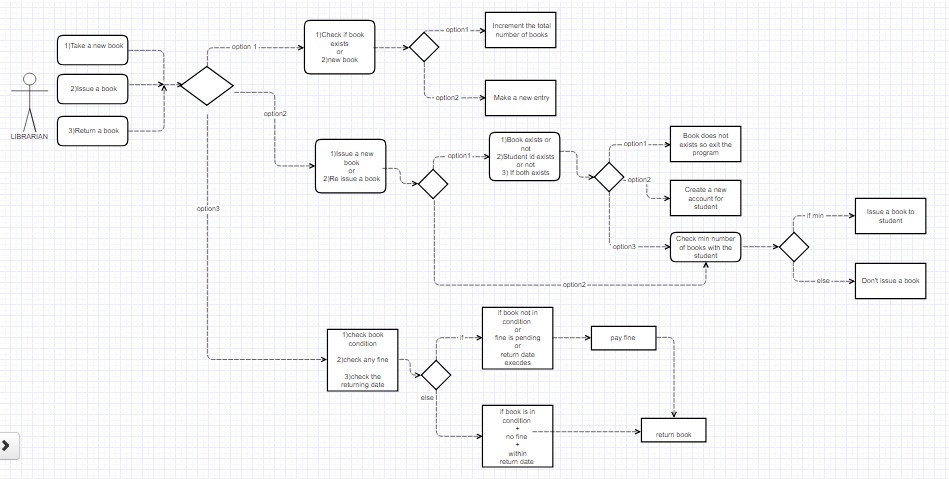 1)Take a new book
2)Issue a book
3)Return a book
LIBRARIAN
option 1
option2
option3
1)Check if book
exists
or
2)new book
option1
option2
Increment the total
number of books
Make a new entry
1)Issue a new
book
or
2)Re issue a book
option1
option2
1)Book exists or
not
2)Student id exists
or not
3) If both exists
option1
option2
option3
Book does not
exists so exit the
program
Create a new
account for
student
Check min number
of books with the
student
if min
else
Issue a book to
student
Don't issue a book
1)check book
condition
2)check any fine
3)check the
returning date
if
else
if book not in
condition
or
fine is pending
or
return date
execdes
pay fine
if book is in
condition
+
no fine
+
within
return date
return book